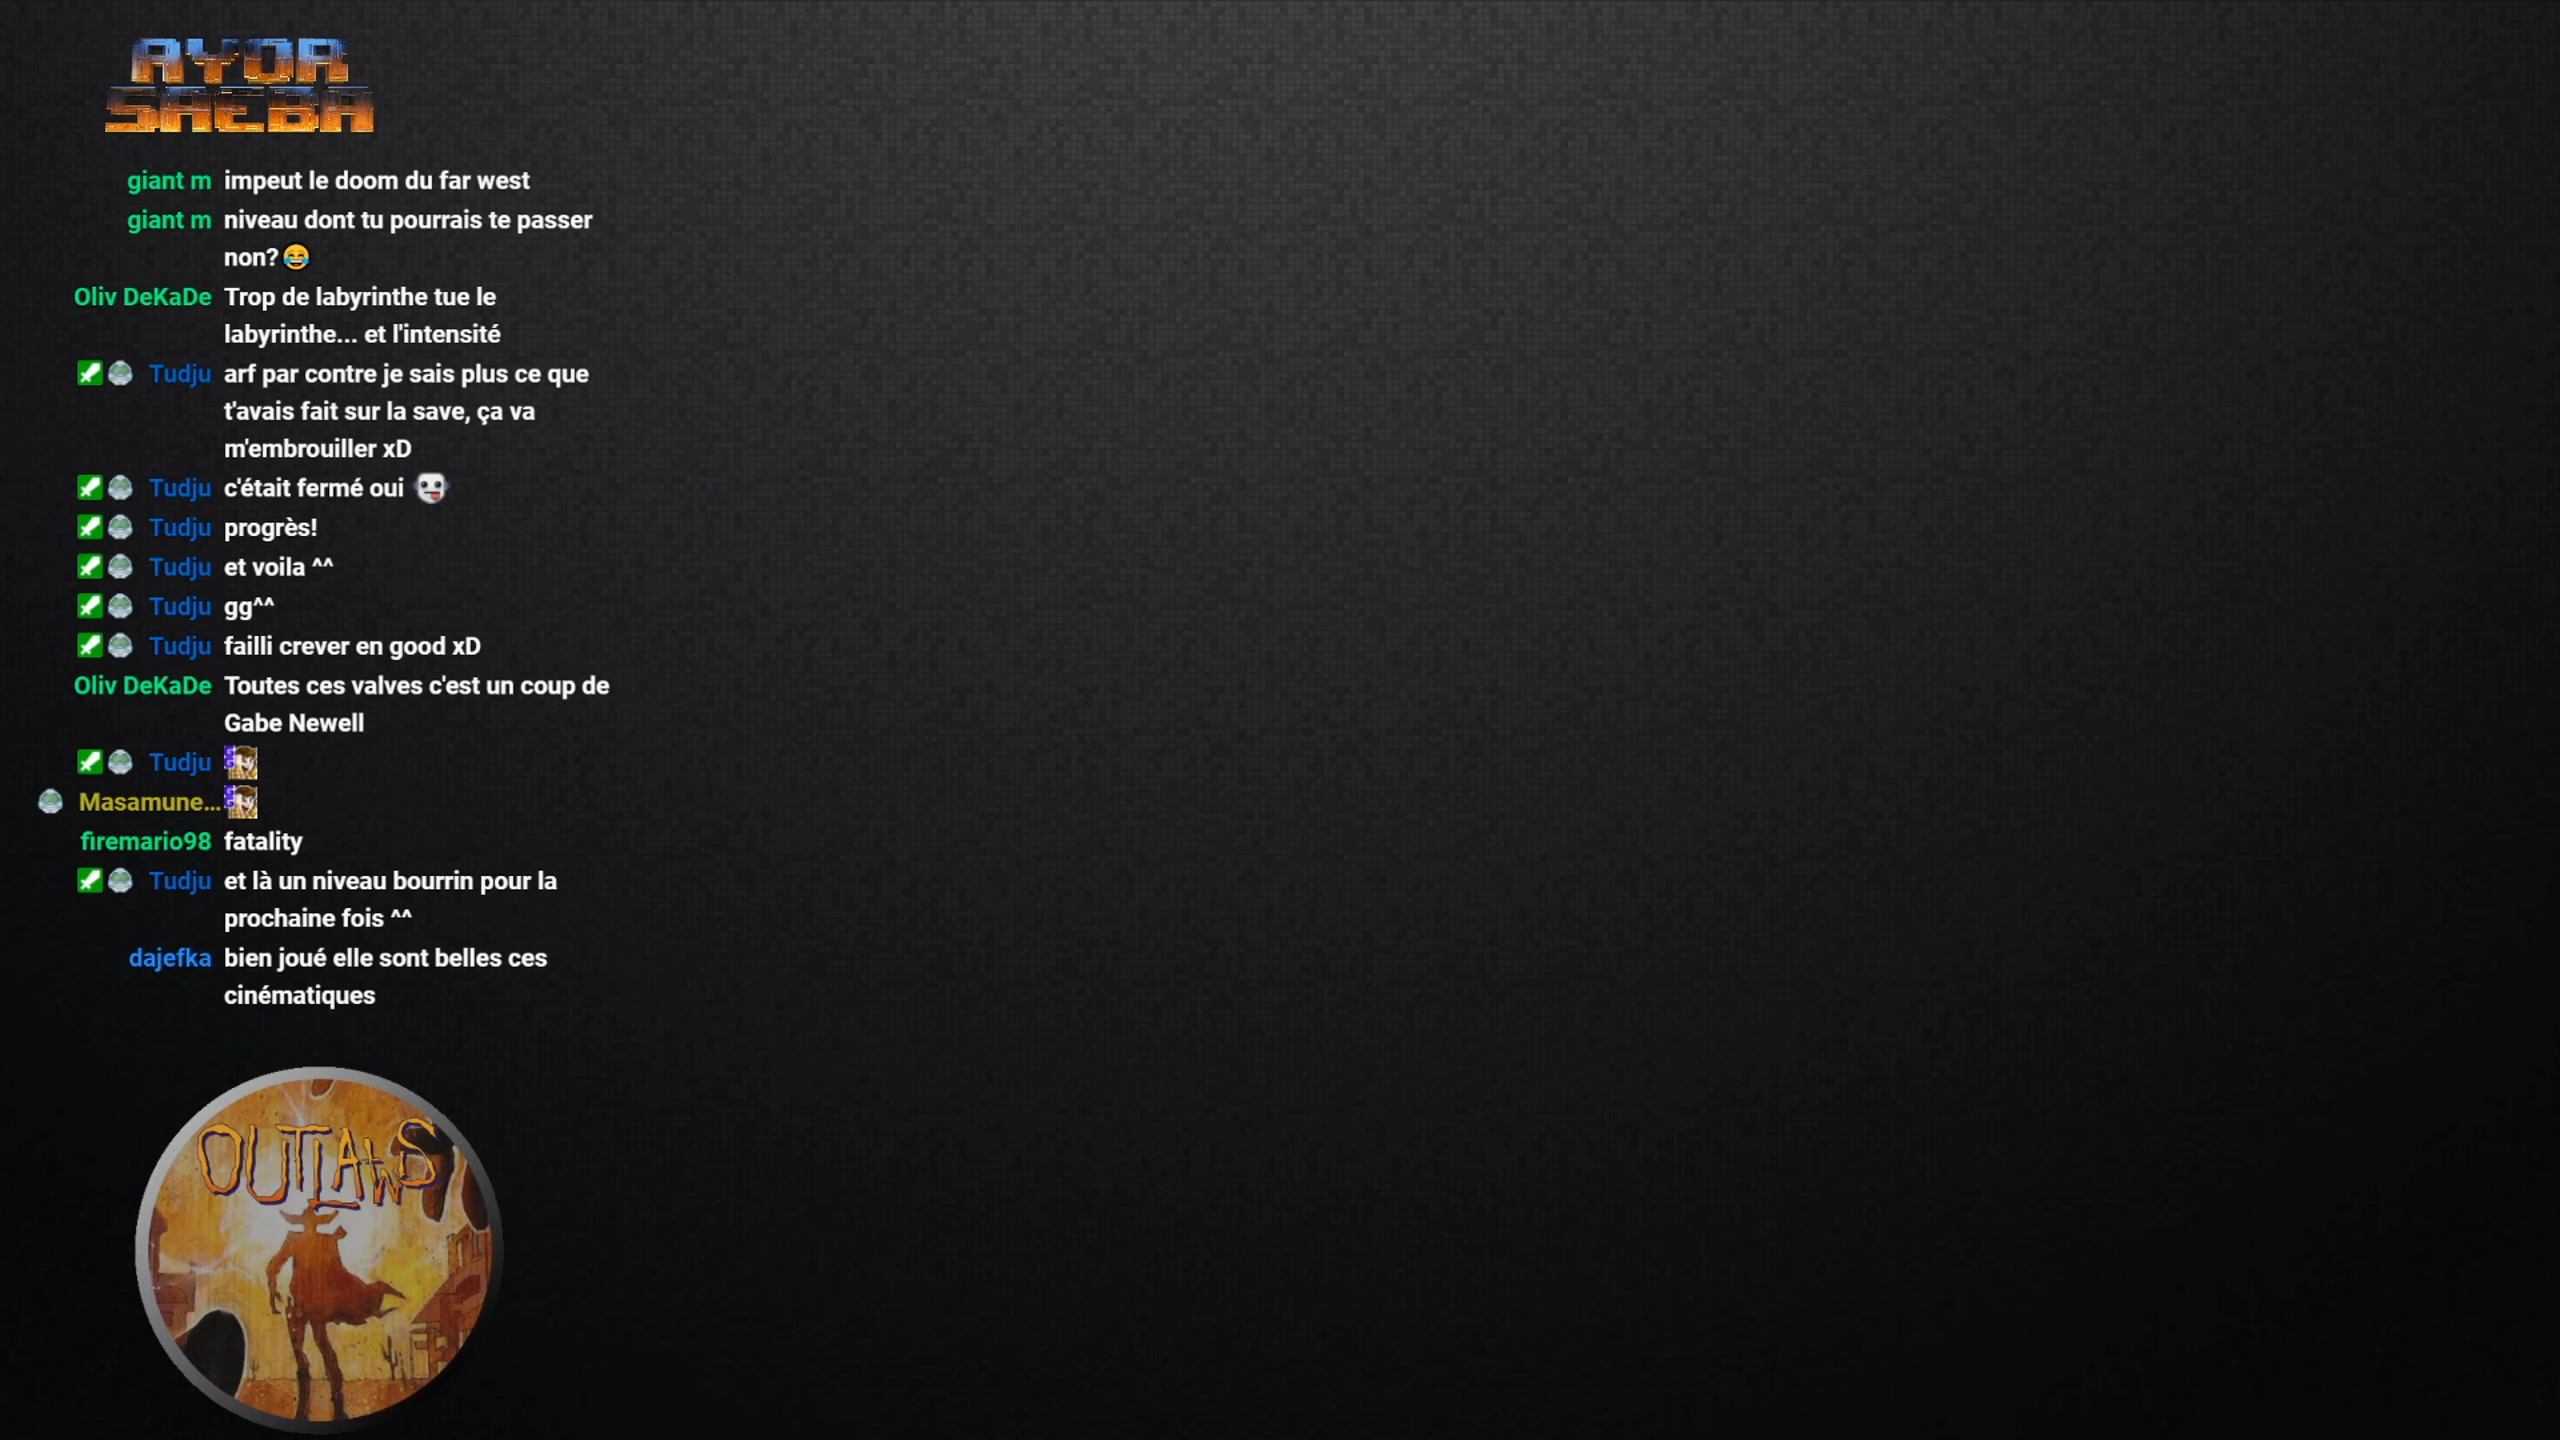 AYOR
SAEBA
giant m impeut le doom du far west
giant m niveau dont tu pourrais te passer
non?😂
Oliv DeKaDe Trop de labyrinthe tue le
labyrinthe... et l'intensité
Tudju arf par contre je sais plus ce que
t'avais fait sur la save, ça va
m'embrouiller xD
Tudju c'était fermé oui
Tudju progrès!
Tudju et voila ^^
Tudju gg^^
Tudju failli crever en good xD
Oliv DeKaDe Toutes ces valves c'est un coup de
Gabe Newell
Tudju
Masamune...
firemario98 fatality
Tudju et là un niveau bourrin pour la
prochaine fois ^^
dajefka bien joué elle sont belles ces
cinématiques
OUTLAWS